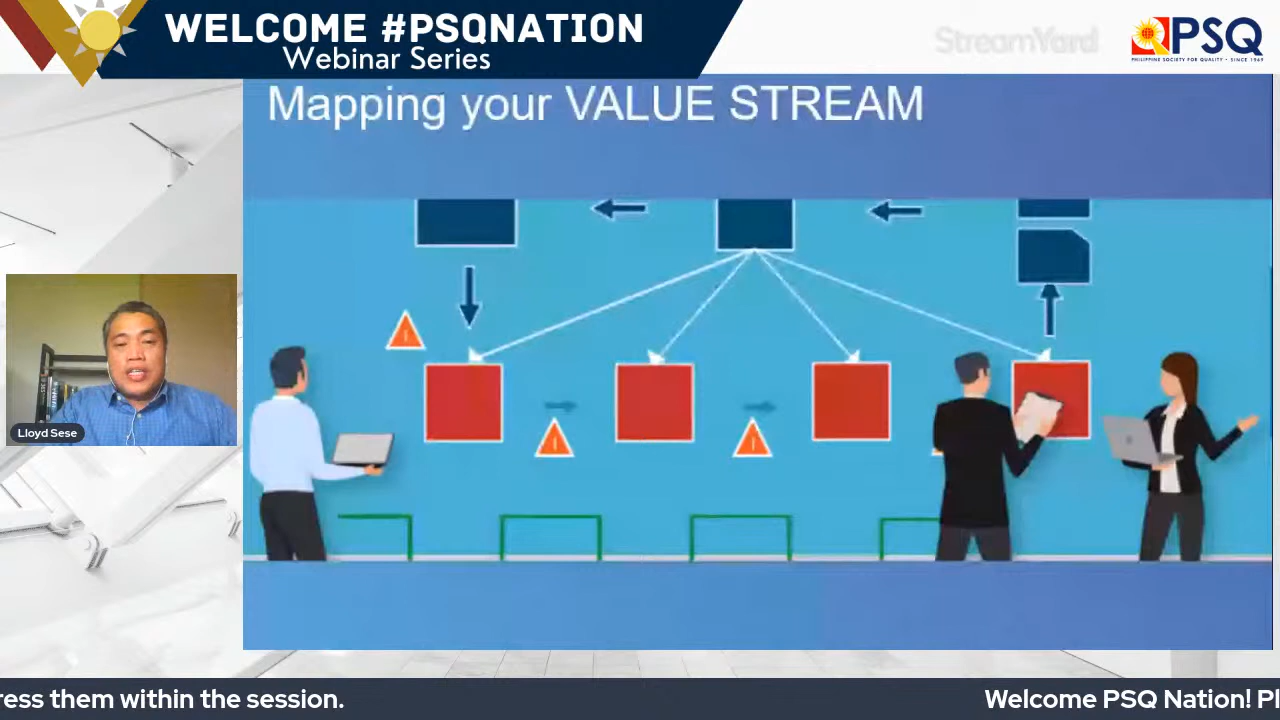 WELCOME #PSQNATION
Webinar Series
StreamYard
PSQ
PHILIPPINE SOCIETY FOR QUALITY • SINCE 1969
Mapping your VALUE STREAM
Lloyd Sese
ress them within the session.
Welcome PSQ Nation! Pl